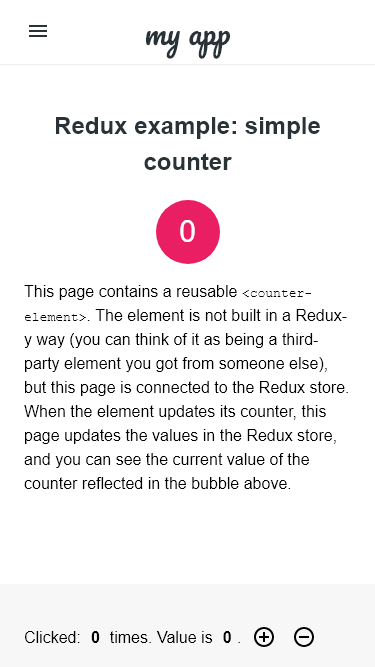 my app
Redux example: simple
counter
0
This page contains a reusable <counter-
element>. The element is not built in a Redux-
y way (you can think of it as being a third-
party element you got from someone else),
but this page is connected to the Redux store.
When the element updates its counter, this
page updates the values in the Redux store,
and you can see the current value of the
counter reflected in the bubble above.
Clicked: 0 times. Value is 0 .